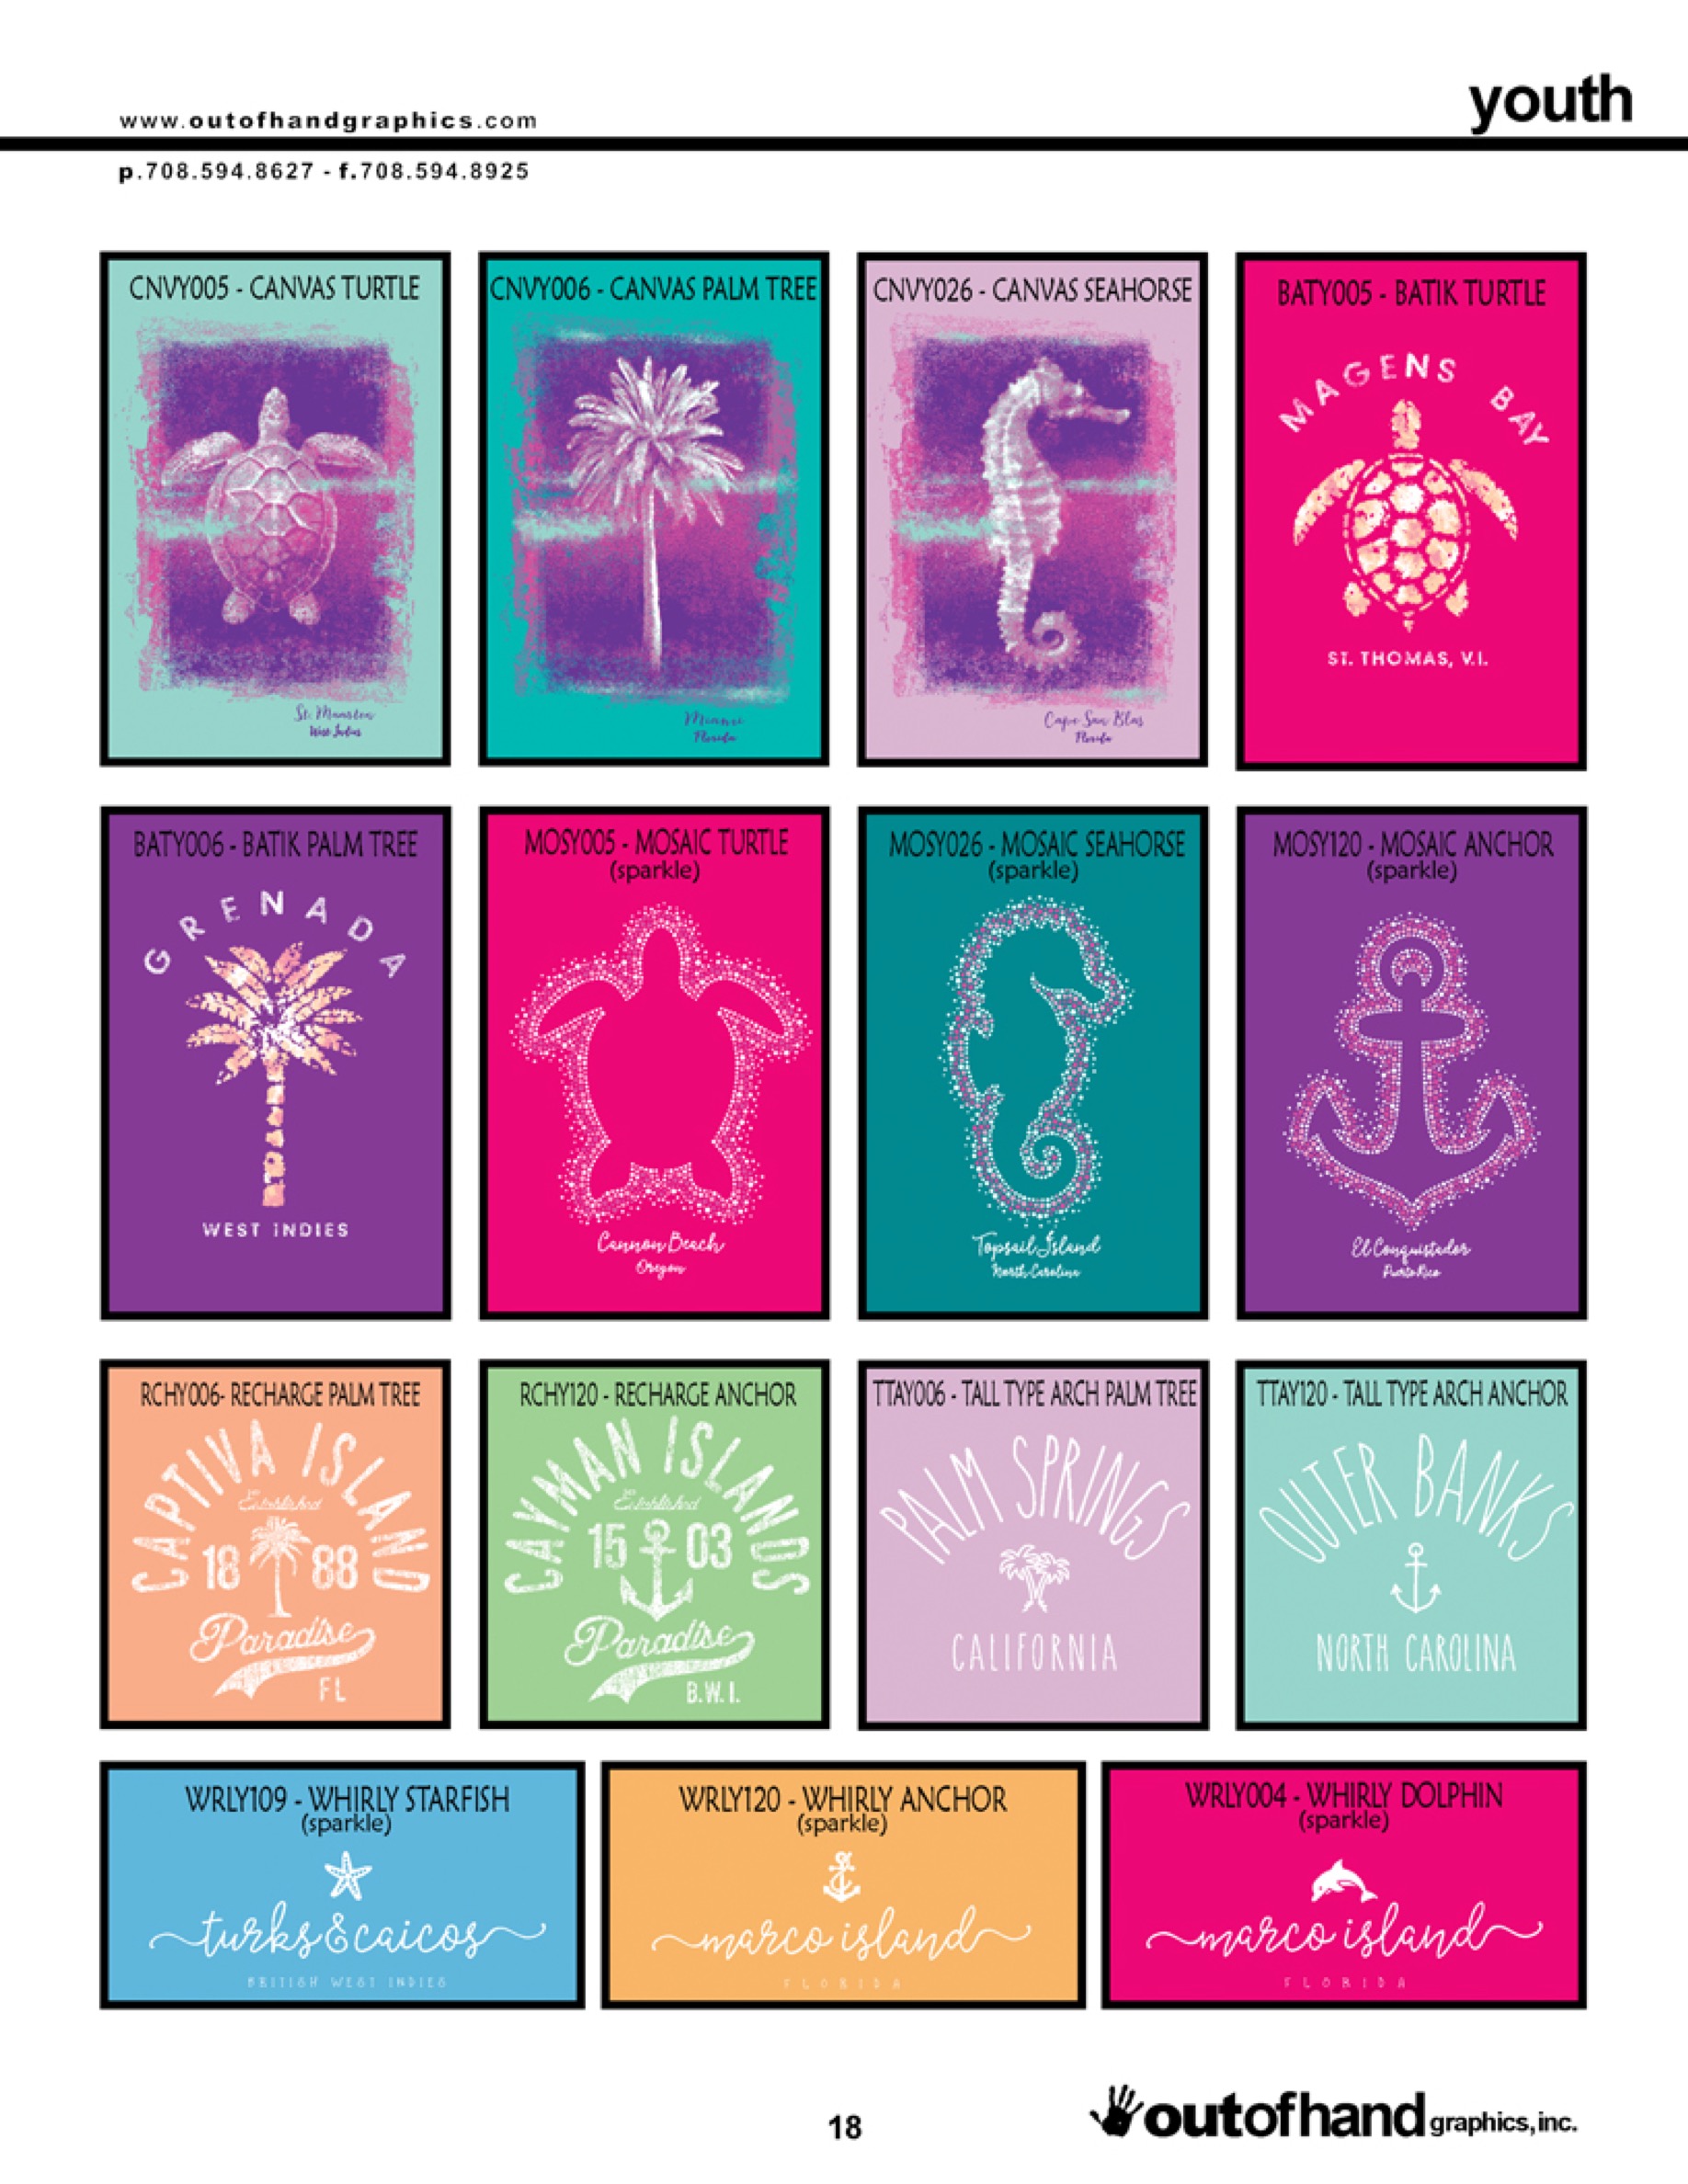 youth
www.outofhandgraphics.com
p.708.594.8627 - f.708.594.8925
CNVY005 - CANVAS TURTLE
St. Maarten
West Indies
CNVY006 - CANVAS PALM TREE
Miami
Florida
CNVY026 - CANVAS SEAHORSE
Cape San Blas
Florida
BATY005 - BATIK TURTLE
MAGENS BAY
ST. THOMAS, V.I.
BATY006 - BATIK PALM TREE
GRENADA
WEST INDIES
MOSY005 - MOSAIC TURTLE
(sparkle)
Cannon Beach
Oregon
MOSY026 - MOSAIC SEAHORSE
(sparkle)
Topsail Island
North Carolina
MOSY120 - MOSAIC ANCHOR
(sparkle)
El Conquistador
Puerto Rico
RCHY006- RECHARGE PALM TREE
CAPTIVA ISLAND
Established
18 88
Paradise
FL
RCHY120 - RECHARGE ANCHOR
CAYMAN ISLANDS
Established
15 03
Paradise
B.W.I.
TTAY006 - TALL TYPE ARCH PALM TREE
PALM SPRINGS
CALIFORNIA
TTAY120 - TALL TYPE ARCH ANCHOR
OUTER BANKS
NORTH CAROLINA
WRLY109 - WHIRLY STARFISH
(sparkle)
turks & caicos
BRITISH WEST INDIES
WRLY120 - WHIRLY ANCHOR
(sparkle)
marco island
FLORIDA
WRLY004 - WHIRLY DOLPHIN
(sparkle)
marco island
FLORIDA
18
outofhand graphics, inc.